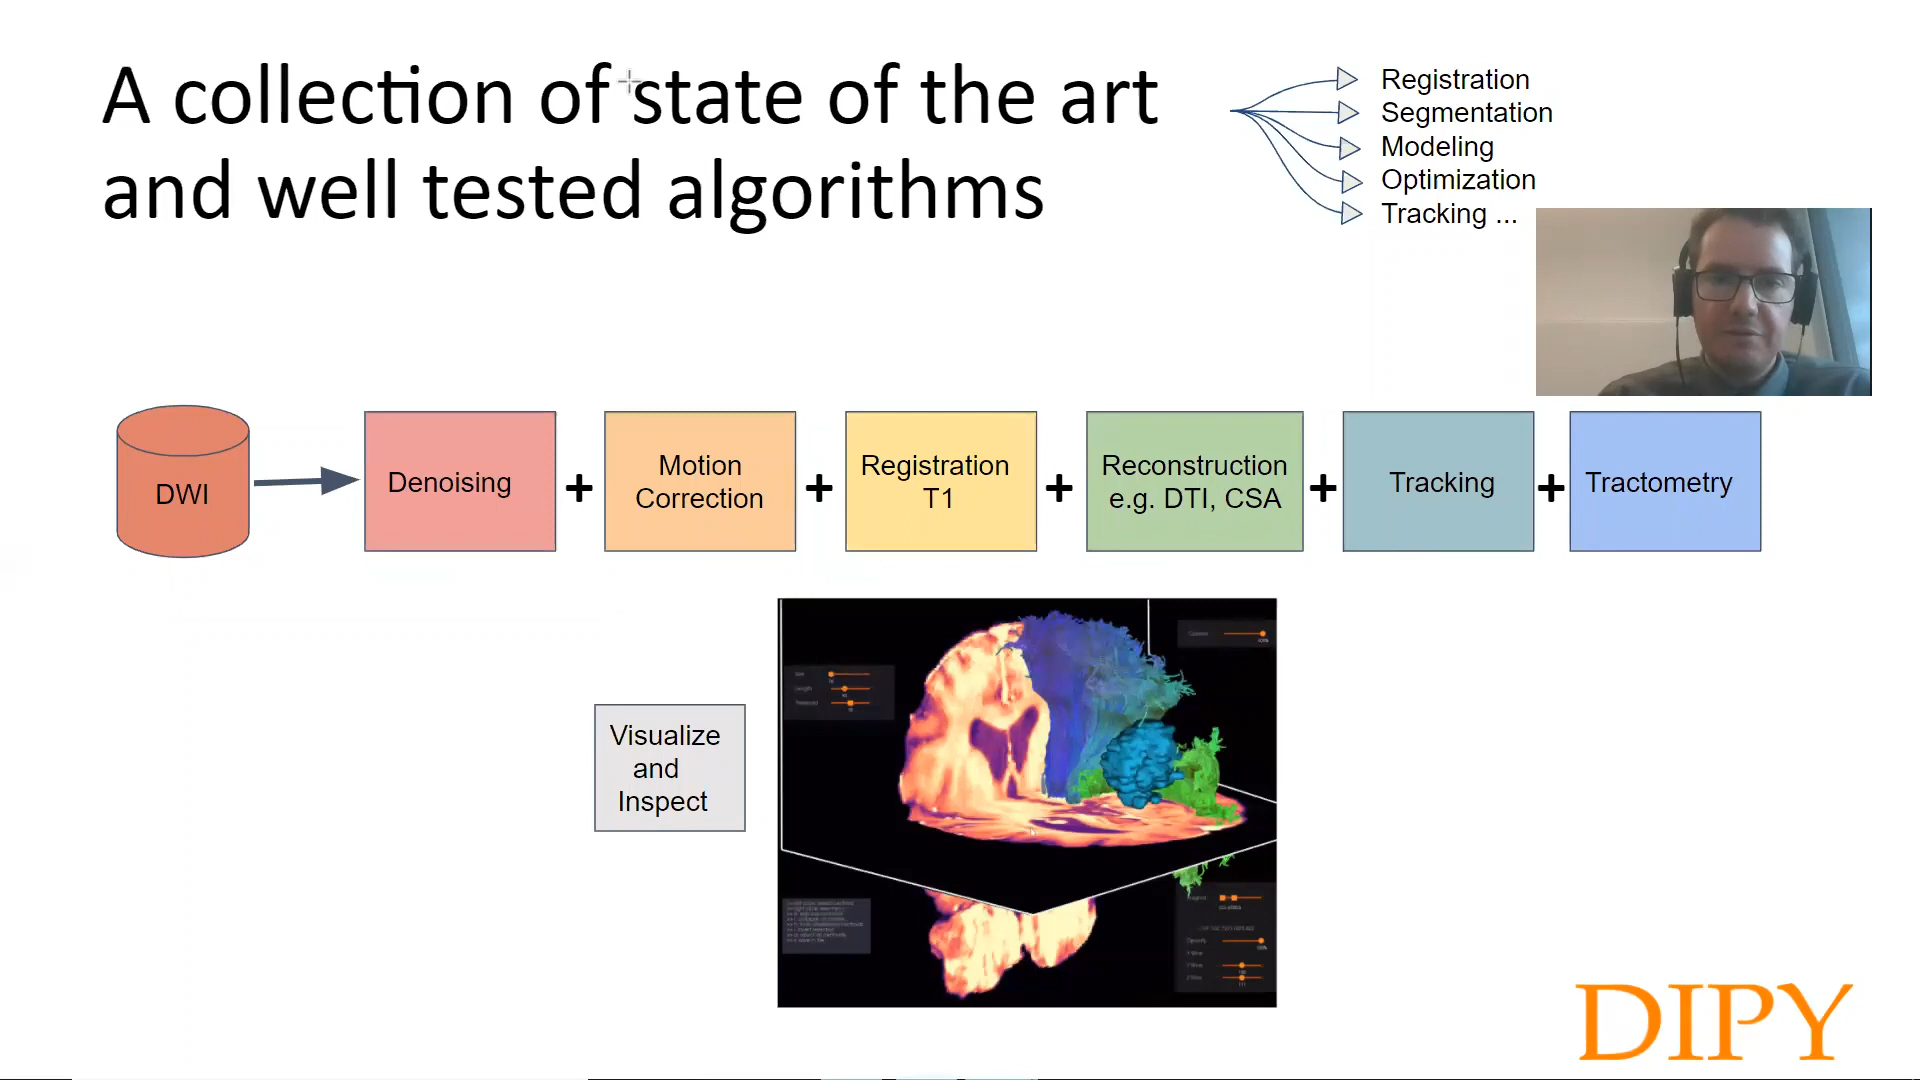 A collection of state of the art
and well tested algorithms
Registration
Segmentation
Modeling
Optimization
Tracking ...
DWI
Denoising
+
Motion
Correction
+
Registration
T1
+
Reconstruction
e.g. DTI, CSA
+
Tracking
+
Tractometry
Visualize
and
Inspect
DIPY